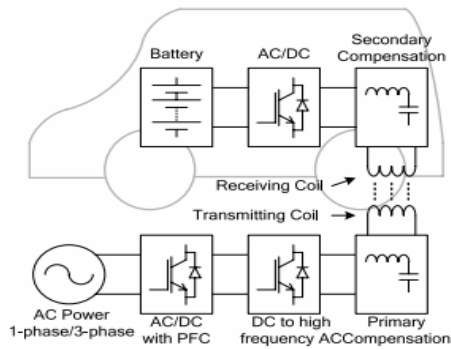 Battery
AC/DC
Secondary
Compensation
Receiving Coil
Transmitting Coil
AC Power
1-phase/3-phase
AC/DC
with PFC
DC to high
frequency AC
Primary
Compensation